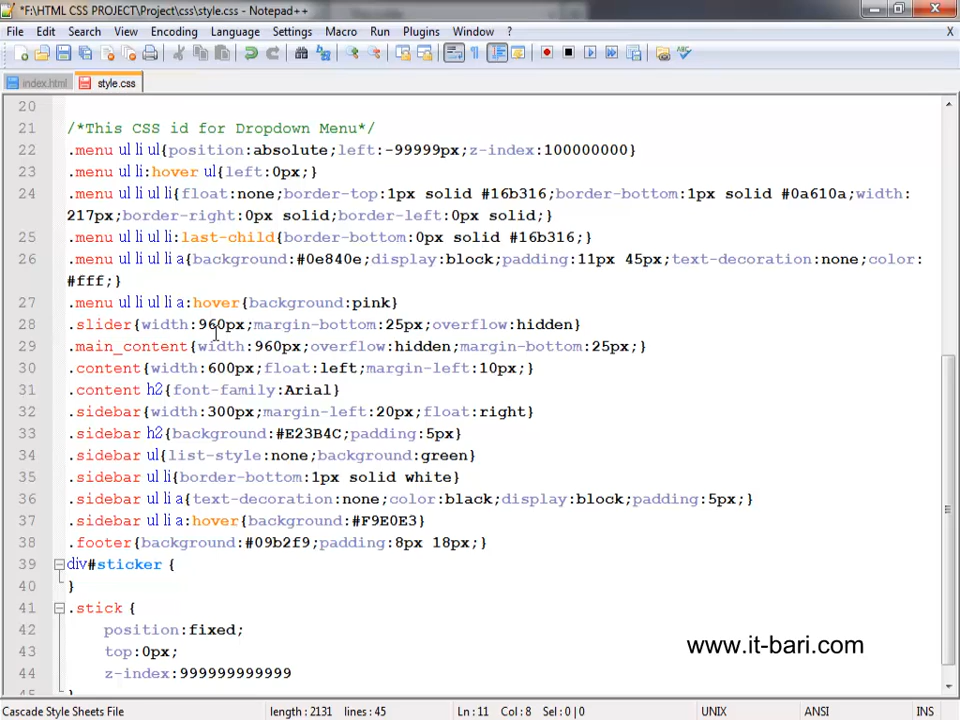 *F:\HTML CSS PROJECT\Project\css\style.css - Notepad++
File Edit Search View Encoding Language Settings Macro Run Plugins Window ? X
index.html style.css
20
21 /*This CSS id for Dropdown Menu*/
22 .menu ul li ul{position:absolute;left:-99999px;z-index:100000000}
23 .menu ul li:hover ul{left:0px;}
24 .menu ul li ul li{float:none;border-top:1px solid #16b316;border-bottom:1px solid #0a610a;width:
217px;border-right:0px solid;border-left:0px solid;}
25 .menu ul li ul li:last-child{border-bottom:0px solid #16b316;}
26 .menu ul li ul li a{background:#0e840e;display:block;padding:11px 45px;text-decoration:none;color:
#fff;}
27 .menu ul li ul li a:hover{background:pink}
28 .slider{width:960px;margin-bottom:25px;overflow:hidden}
29 .main_content{width:960px;overflow:hidden;margin-bottom:25px;}
30 .content{width:600px;float:left;margin-left:10px;}
31 .content h2{font-family:Arial}
32 .sidebar{width:300px;margin-left:20px;float:right}
33 .sidebar h2{background:#E23B4C;padding:5px}
34 .sidebar ul{list-style:none;background:green}
35 .sidebar ul li{border-bottom:1px solid white}
36 .sidebar ul li a{text-decoration:none;color:black;display:block;padding:5px;}
37 .sidebar ul li a:hover{background:#F9E0E3}
38 .footer{background:#09b2f9;padding:8px 18px;}
39 div#sticker {
40 }
41 .stick {
42 position:fixed;
43 top:0px;
44 z-index:999999999999
45 }
www.it-bari.com
Cascade Style Sheets File length : 2131 lines : 45 Ln : 11 Col : 8 Sel : 0 | 0 UNIX ANSI INS